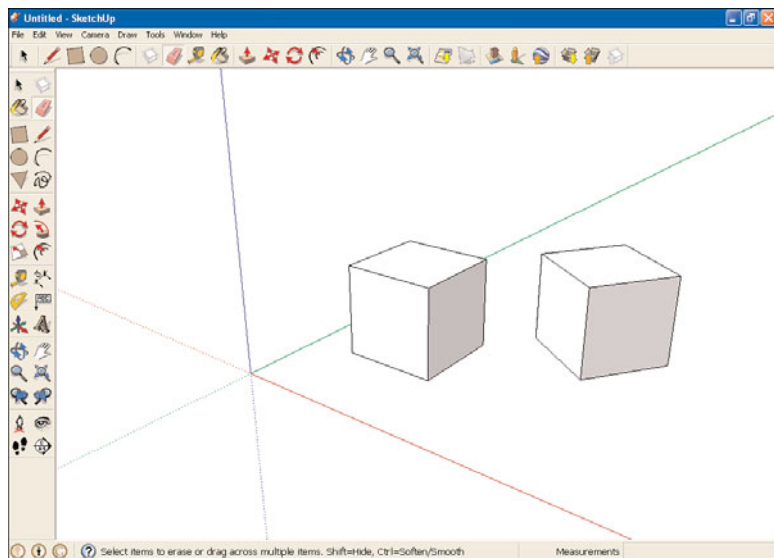 Untitled - SketchUp
File Edit View Camera Draw Tools Window Help
Select items to erase or drag across multiple items. Shift=Hide, Ctrl=Soften/Smooth
Measurements